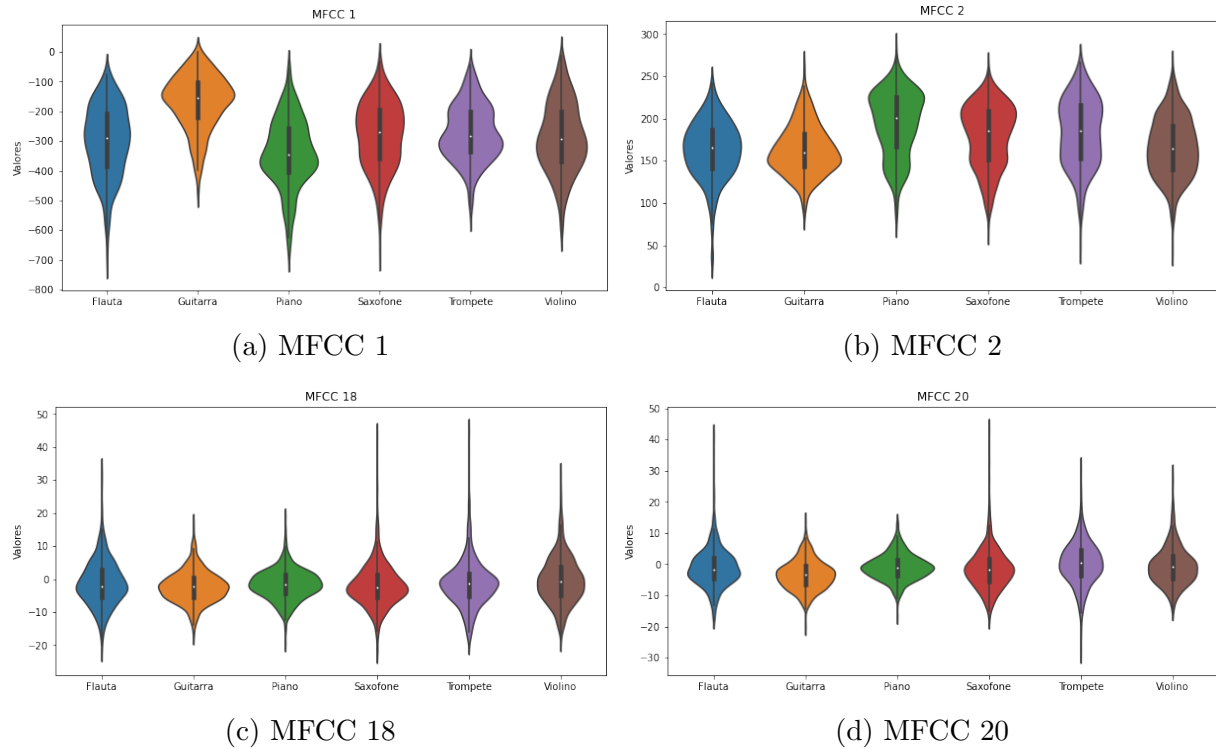 MFCC 1
Valores
0
−100
−200
−300
−400
−500
−600
−700
−800
Flauta Guitarra Piano Saxofone Trompete Violino
(a) MFCC 1
MFCC 2
Valores
300
250
200
150
100
50
0
Flauta Guitarra Piano Saxofone Trompete Violino
(b) MFCC 2
MFCC 18
Valores
50
40
30
20
10
0
−10
−20
Flauta Guitarra Piano Saxofone Trompete Violino
(c) MFCC 18
MFCC 20
Valores
50
40
30
20
10
0
−10
−20
−30
Flauta Guitarra Piano Saxofone Trompete Violino
(d) MFCC 20